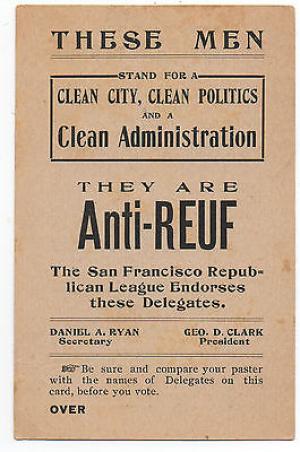 THESE MEN
STAND FOR A
CLEAN CITY, CLEAN POLITICS
AND A
Clean Administration
THEY ARE
Anti-REUF
The San Francisco Repub-
lican League Endorses
these Delegates.
DANIEL A. RYAN GEO. D. CLARK
Secretary President
☞ Be sure and compare your paster
with the names of Delegates on this
card, before you vote.
OVER